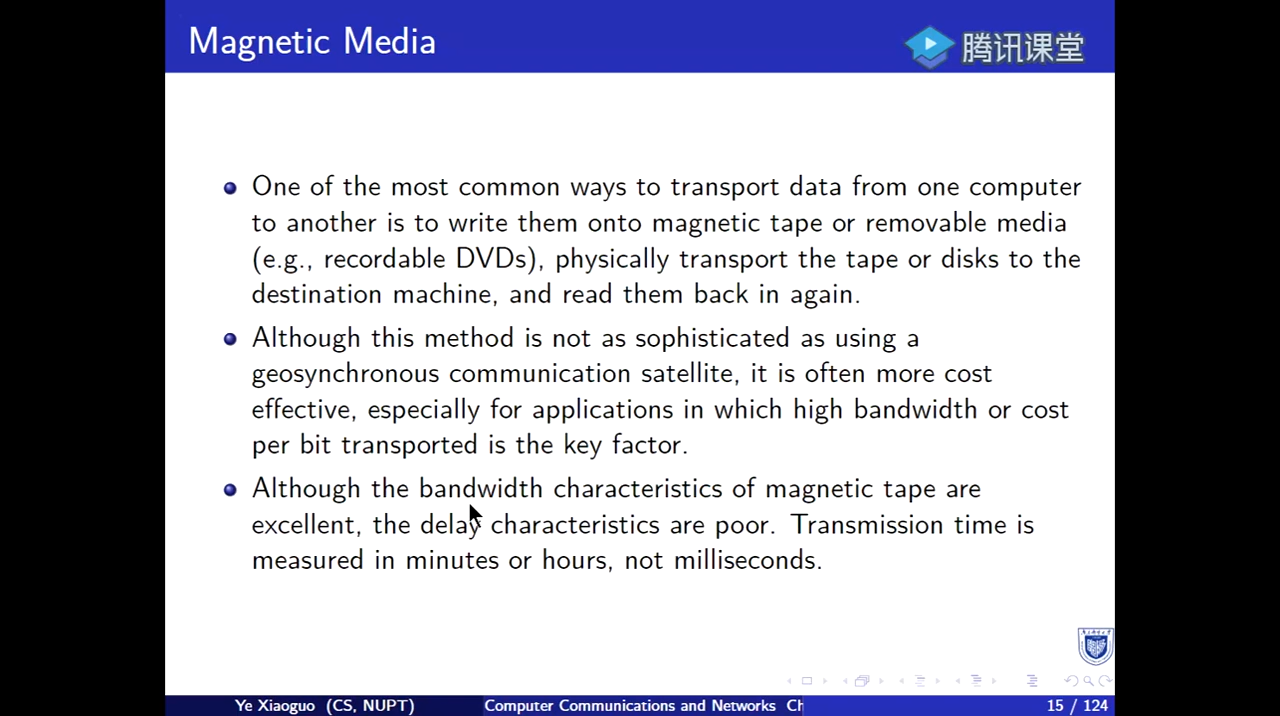 Magnetic Media
腾讯课堂
One of the most common ways to transport data from one computer
to another is to write them onto magnetic tape or removable media
(e.g., recordable DVDs), physically transport the tape or disks to the
destination machine, and read them back in again.
Although this method is not as sophisticated as using a
geosynchronous communication satellite, it is often more cost
effective, especially for applications in which high bandwidth or cost
per bit transported is the key factor.
Although the bandwidth characteristics of magnetic tape are
excellent, the delay characteristics are poor. Transmission time is
measured in minutes or hours, not milliseconds.
Ye Xiaoguo (CS, NUPT)
Computer Communications and Networks Ch
15 / 124